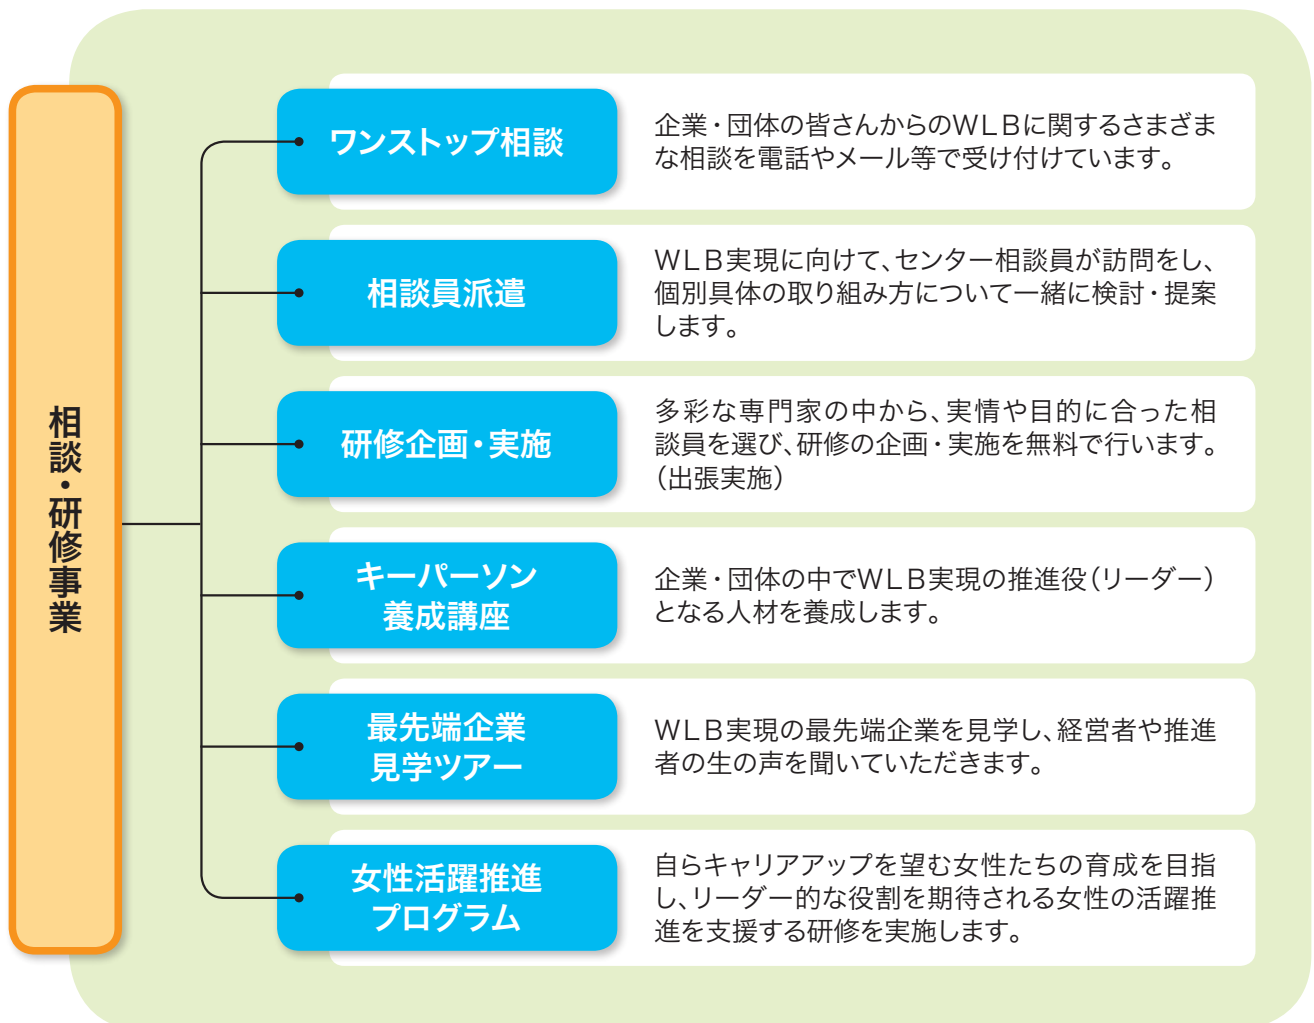 相談・研修事業
ワンストップ相談
企業・団体の皆さんからのWLBに関するさまざま
な相談を電話やメール等で受け付けています。
相談員派遣
WLB実現に向けて、センター相談員が訪問をし、
個別具体の取り組み方について一緒に検討・提案
します。
研修企画・実施
多彩な専門家の中から、実情や目的に合った相
談員を選び、研修の企画・実施を無料で行います。
（出張実施）
キーパーソン
養成講座
企業・団体の中でWLB実現の推進役（リーダー）
となる人材を養成します。
最先端企業
見学ツアー
WLB実現の最先端企業を見学し、経営者や推進
者の生の声を聞いていただきます。
女性活躍推進
プログラム
自らキャリアアップを望む女性たちの育成を目指
し、リーダー的な役割を期待される女性の活躍推
進を支援する研修を実施します。